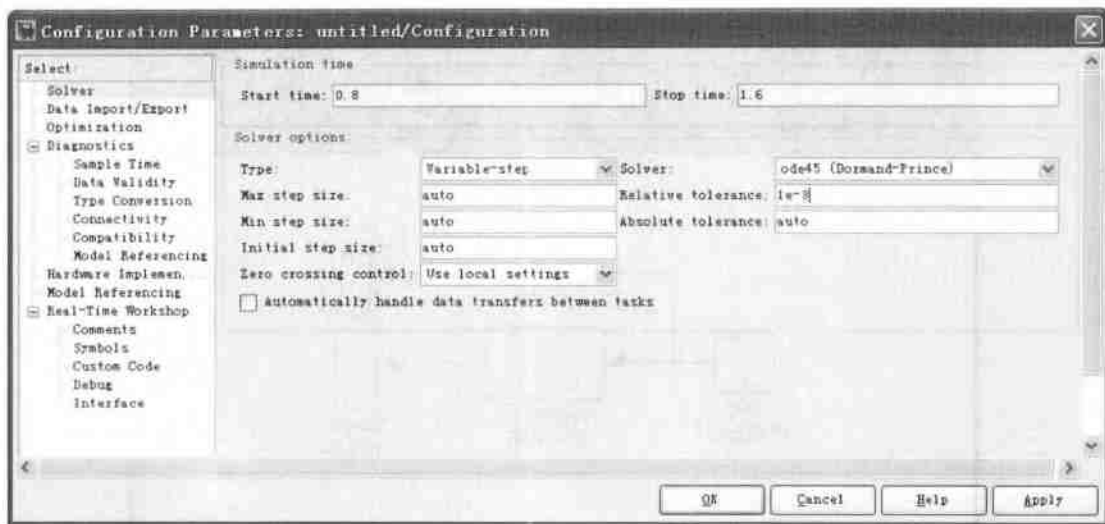 Configuration Parameters: untitled/Configuration
Select:
Solver
Data Import/Export
Optimization
Diagnostics
Sample Time
Data Validity
Type Conversion
Connectivity
Compatibility
Model Referencing
Hardware Implemen.
Model Referencing
Real-Time Workshop
Comments
Symbols
Custom Code
Debug
Interface
Simulation time
Start time: 0.8 Stop time: 1.6
Solver options
Type: Variable-step Solver: ode45 (Dormand-Prince)
Max step size: auto Relative tolerance: 1e-8
Min step size: auto Absolute tolerance: auto
Initial step size: auto
Zero crossing control: Use local settings
Automatically handle data transfers between tasks
OK Cancel Help Apply